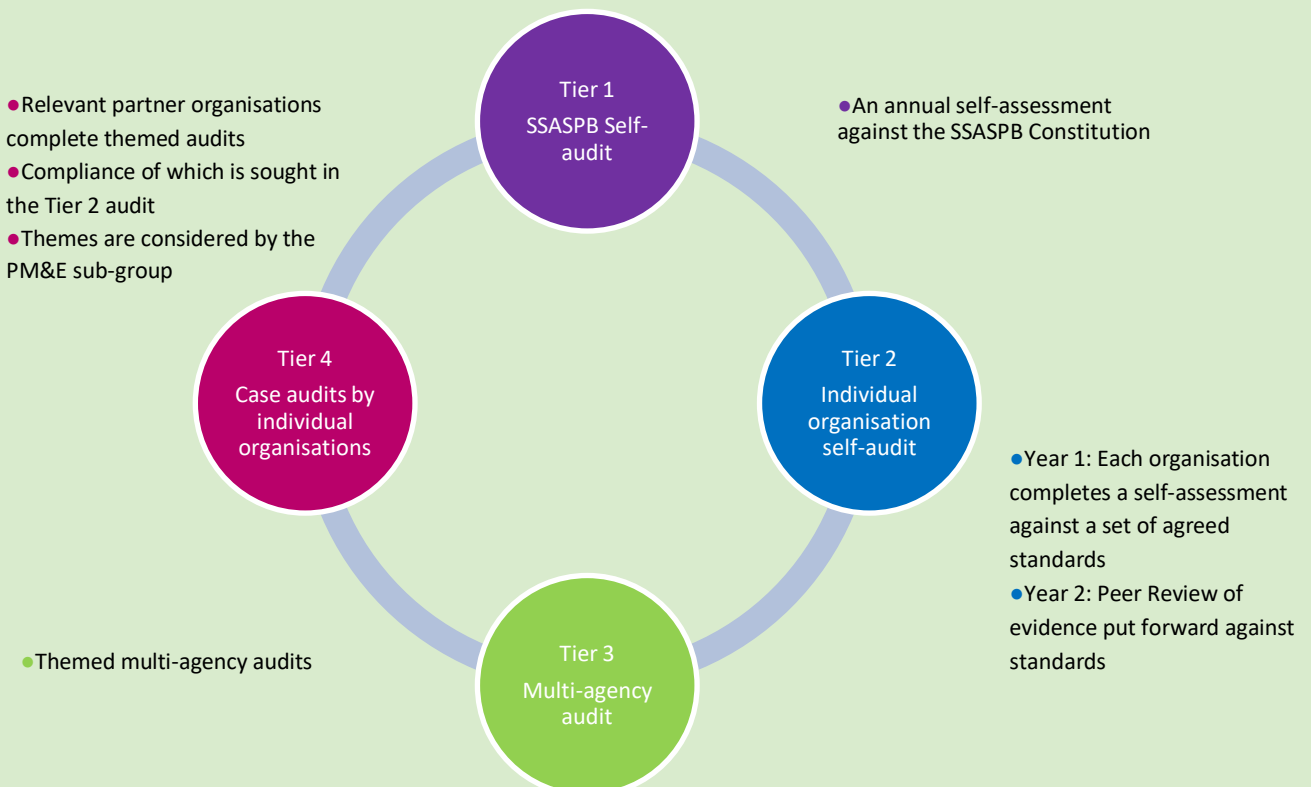 Tier 1
SSASPB Self-
audit
●An annual self-assessment
against the SSASPB Constitution
Tier 2
Individual
organisation
self-audit
●Year 1: Each organisation
completes a self-assessment
against a set of agreed
standards
●Year 2: Peer Review of
evidence put forward against
standards
Tier 3
Multi-agency
audit
●Themed multi-agency audits
Tier 4
Case audits by
individual
organisations
●Relevant partner organisations
complete themed audits
●Compliance of which is sought in
the Tier 2 audit
●Themes are considered by the
PM&E sub-group